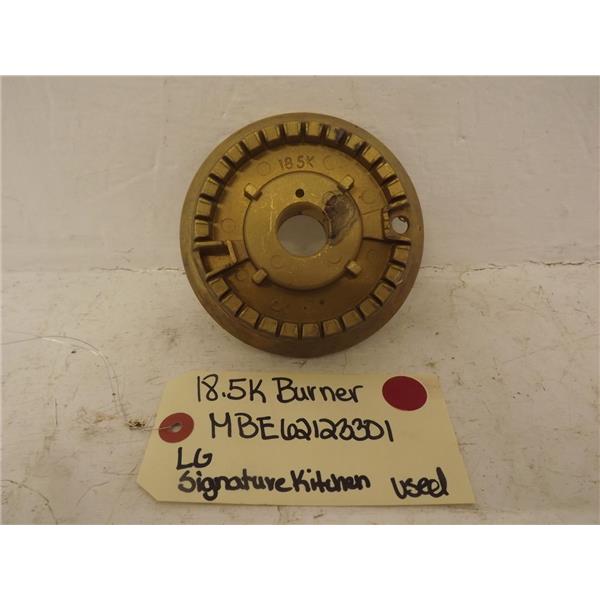 18.5K
18.5K Burner
MBE62123301
LG
Signature Kitchen used